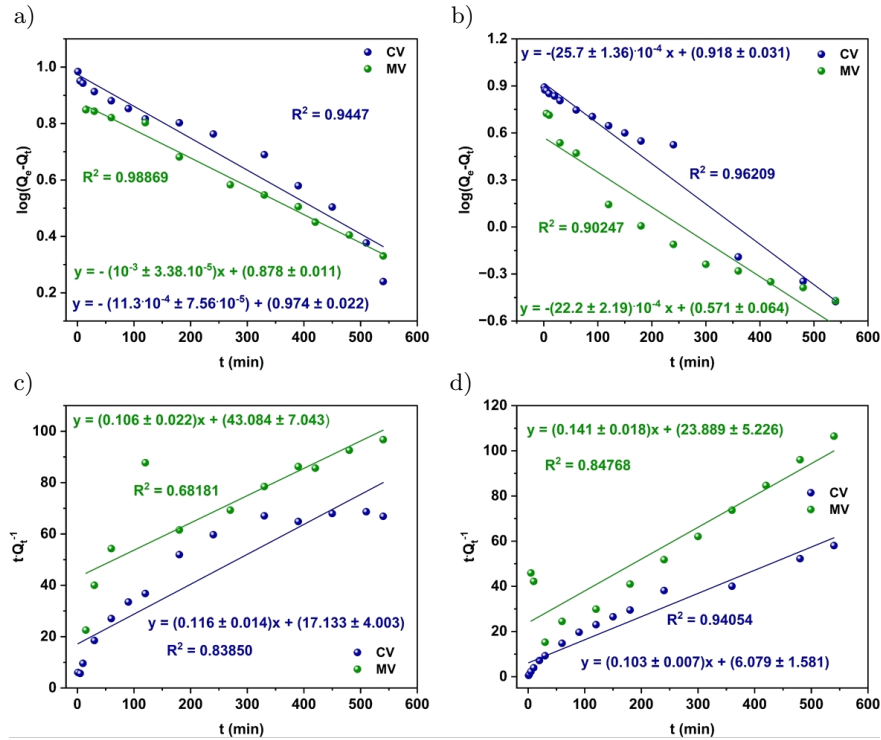 a)
1.0
0.8
0.6
0.4
0.2
log(Qe-Qt)
CV
MV
R² = 0.9447
R² = 0.98869
y = - (10⁻³ ± 3.38.10⁻⁵)x + (0.878 ± 0.011)
y = - (11.3·10⁻⁴ ± 7.56·10⁻⁵) + (0.974 ± 0.022)
0 100 200 300 400 500 600
t (min)
b)
1.2
0.9
0.6
0.3
0.0
−0.3
−0.6
log(Qe-Qt)
y = -(25.7 ± 1.36)·10⁻⁴ x + (0.918 ± 0.031)
CV
MV
R² = 0.96209
R² = 0.90247
y = -(22.2 ± 2.19)·10⁻⁴ x + (0.571 ± 0.064)
0 100 200 300 400 500 600
t (min)
c)
100
80
60
40
20
0
t·Qt⁻¹
y = (0.106 ± 0.022)x + (43.084 ± 7.043)
R² = 0.68181
y = (0.116 ± 0.014)x + (17.133 ± 4.003)
R² = 0.83850
CV
MV
0 100 200 300 400 500 600
t (min)
d)
120
100
80
60
40
20
0
t·Qt⁻¹
y = (0.141 ± 0.018)x + (23.889 ± 5.226)
R² = 0.84768
CV
MV
R² = 0.94054
y = (0.103 ± 0.007)x + (6.079 ± 1.581)
0 100 200 300 400 500 600
t (min)